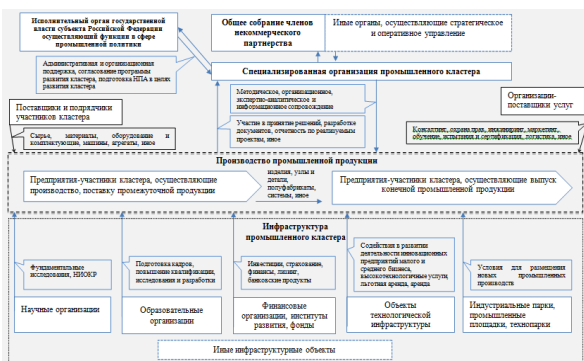 Исполнительный орган государственной
власти субъекта Российской Федерации
осуществляющий функции в сфере
промышленной политики
Общее собрание членов
некоммерческого
партнерства
Иные органы, осуществляющие стратегическое
и оперативное управление
Административная и организационная
поддержка, согласование программы
развития кластера, подготовка НПА в целях
развития кластера
Специализированная организация промышленного кластера
Методическое, организационное,
экспертно-аналитическое и
информационное сопровождение
Поставщики и подрядчики
участников кластера
Организации-
поставщики услуг
Сырье, материалы, оборудование и
комплектующие, машины, агрегаты, иное
Участие в принятие решений, разработке
документов, отчетность по реализуемым
проектам, иное
Консалтинг, охрана прав, инжиниринг, маркетинг,
обучение, испытания и сертификация, логистика, иное
Производство промышленной продукции
Предприятия-участники кластера, осуществляющие
производство, поставку промежуточной продукции
изделия, узлы и
детали,
полуфабрикаты,
системы, иное
Предприятия-участники кластера, осуществляющие выпуск
конечной промышленной продукции
Инфраструктура
промышленного кластера
Фундаментальные
исследования, НИОКР
Подготовка кадров,
повышение квалификации,
исследования и разработки
Инвестиции, страхование,
финансы, лизинг,
банковские продукты
Содействия в развитии
деятельности инновационных
предприятий малого и
среднего бизнеса,
высокотехнологичные услуги,
льготная аренда, аренда
Условия для размещения
новых промышленных
производств
Научные организации
Образовательные
организации
Финансовые
организации, институты
развития, фонды
Объекты
технологической
инфраструктуры
Индустриальные парки,
промышленные
площадки, технопарки
Иные инфраструктурные объекты